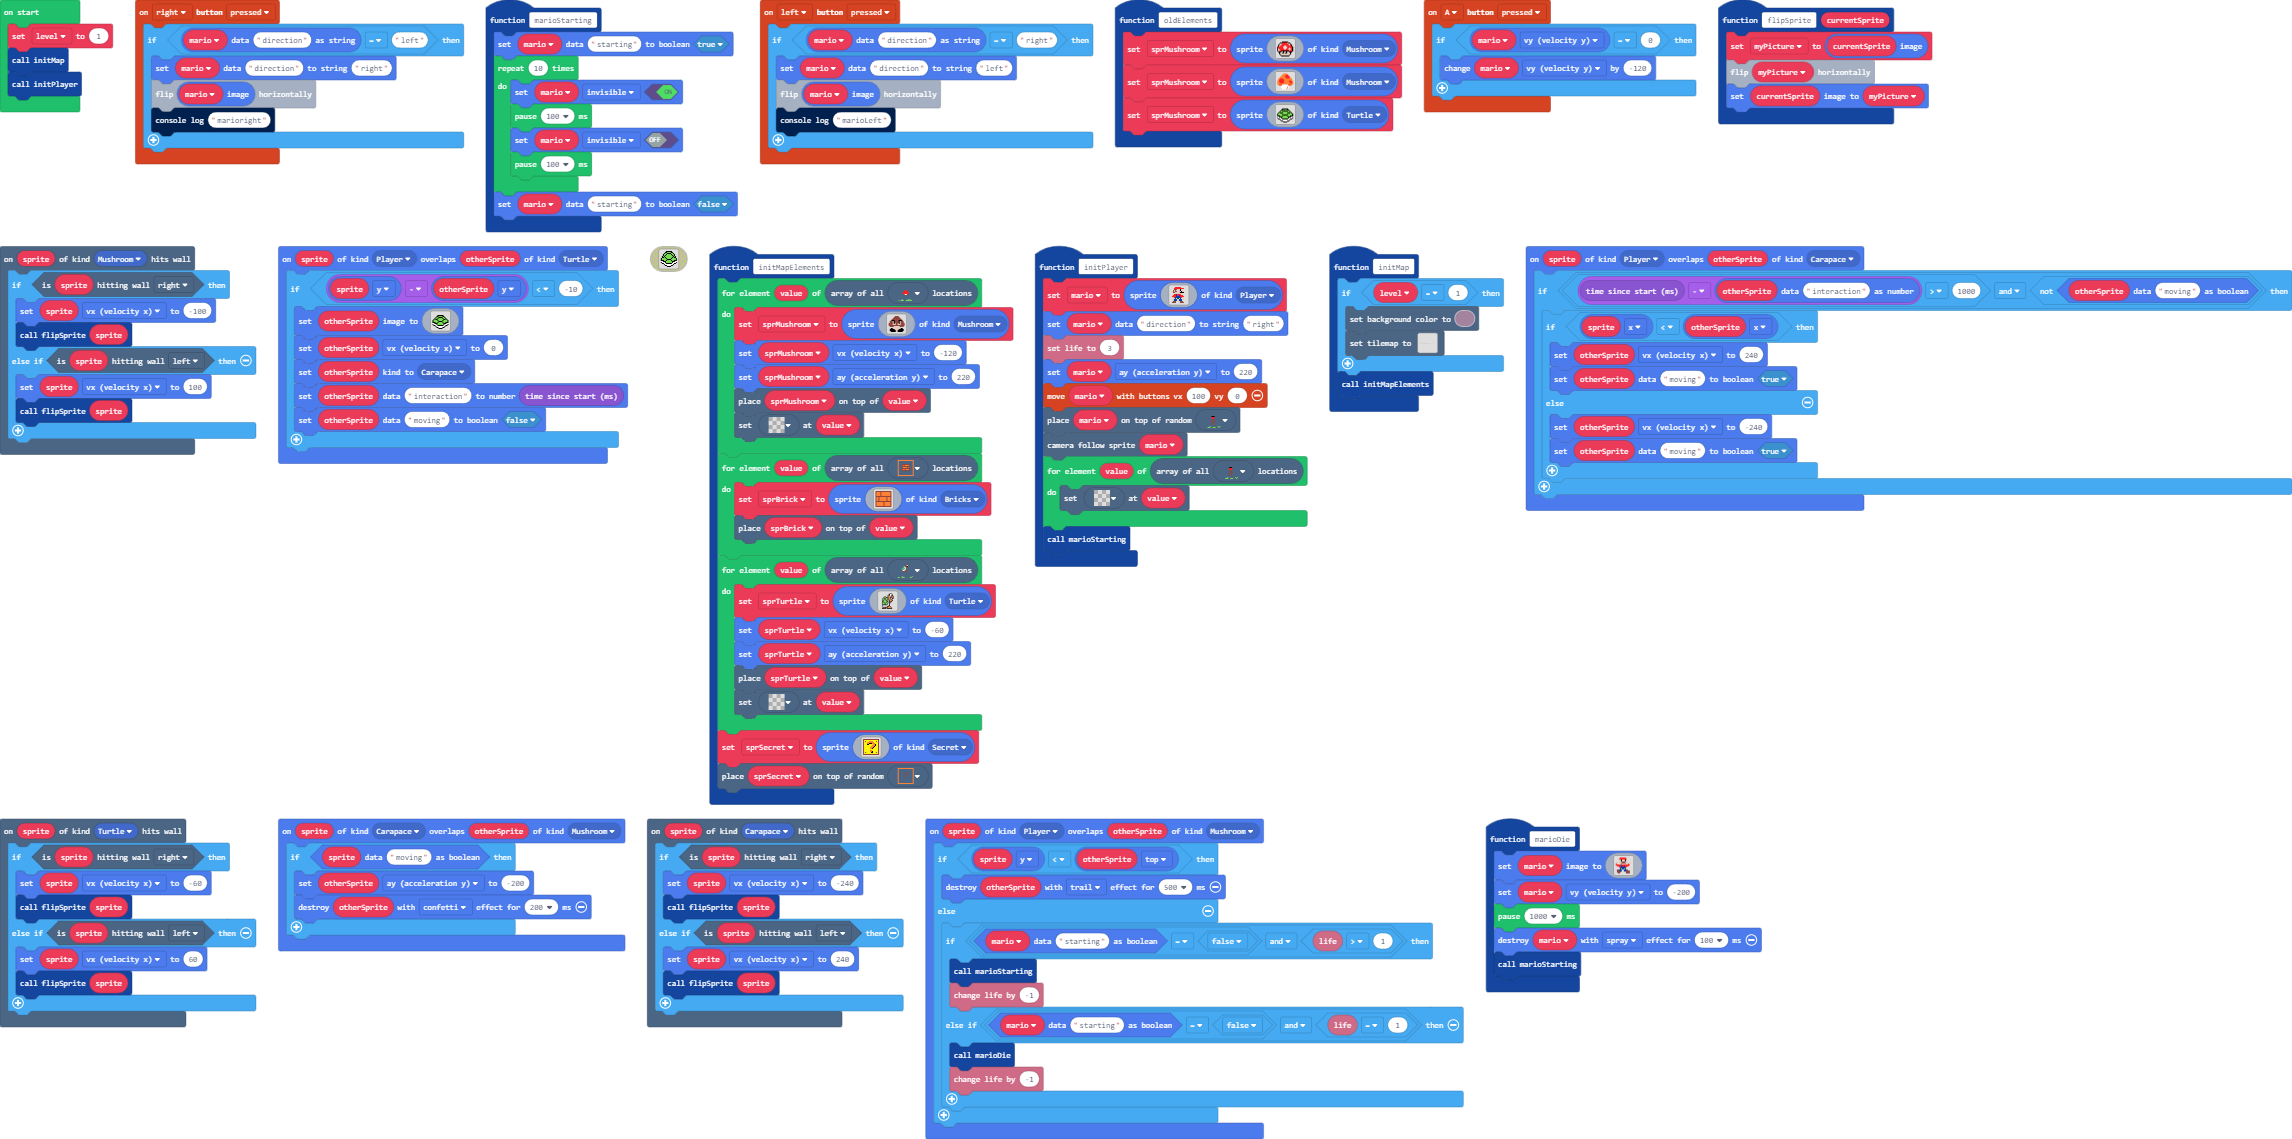 on start
set level to 1
call initMap
call initPlayer
on right button pressed
if mario data "direction" as string = "left" then
set mario data "direction" to string "right"
flip mario image horizontally
console log "marioright"
function marioStarting
set mario data "starting" to boolean true
repeat 10 times
do set mario invisible ON
pause 100 ms
set mario invisible OFF
pause 100 ms
set mario data "starting" to boolean false
on left button pressed
if mario data "direction" as string = "right" then
set mario data "direction" to string "left"
flip mario image horizontally
console log "marioLeft"
function oldElements
set sprMushroom to sprite of kind Mushroom
set sprMushroom to sprite of kind Mushroom
set sprMushroom to sprite of kind Turtle
on A button pressed
if mario vy (velocity y) = 0 then
change mario vy (velocity y) by -120
function flipSprite currentSprite
set myPicture to currentSprite image
flip myPicture horizontally
set currentSprite image to myPicture
on sprite of kind Mushroom hits wall
if is sprite hitting wall right then
set sprite vx (velocity x) to -100
call flipSprite sprite
else if is sprite hitting wall left then
set sprite vx (velocity x) to 100
call flipSprite sprite
on sprite of kind Player overlaps otherSprite of kind Turtle
if sprite y - otherSprite y < -10 then
set otherSprite image to
set otherSprite vx (velocity x) to 0
set otherSprite kind to Carapace
set otherSprite data "interaction" to number time since start (ms)
set otherSprite data "moving" to boolean false
function initMapElements
for element value of array of all locations
do set sprMushroom to sprite of kind Mushroom
set sprMushroom vx (velocity x) to -120
set sprMushroom ay (acceleration y) to 220
place sprMushroom on top of value
set at value
for element value of array of all locations
do set sprBrick to sprite of kind Bricks
place sprBrick on top of value
for element value of array of all locations
do set sprTurtle to sprite of kind Turtle
set sprTurtle vx (velocity x) to -60
set sprTurtle ay (acceleration y) to 220
place sprTurtle on top of value
set at value
set sprSecret to sprite of kind Secret
place sprSecret on top of random
function initPlayer
set mario to sprite of kind Player
set mario data "direction" to string "right"
set life to 3
set mario ay (acceleration y) to 220
move mario with buttons vx 100 vy 0
place mario on top of random
camera follow sprite mario
for element value of array of all locations
do set at value
call marioStarting
function initMap
if level = 1 then
set background color to
set tilemap to
call initMapElements
on sprite of kind Player overlaps otherSprite of kind Carapace
if time since start (ms) - otherSprite data "interaction" as number > 1000 and not otherSprite data "moving" as boolean then
if sprite x < otherSprite x then
set otherSprite vx (velocity x) to 240
set otherSprite data "moving" to boolean true
else
set otherSprite vx (velocity x) to -240
set otherSprite data "moving" to boolean true
on sprite of kind Turtle hits wall
if is sprite hitting wall right then
set sprite vx (velocity x) to -60
call flipSprite sprite
else if is sprite hitting wall left then
set sprite vx (velocity x) to 60
call flipSprite sprite
on sprite of kind Carapace overlaps otherSprite of kind Mushroom
if sprite data "moving" as boolean then
set otherSprite ay (acceleration y) to -200
destroy otherSprite with confetti effect for 200 ms
on sprite of kind Carapace hits wall
if is sprite hitting wall right then
set sprite vx (velocity x) to -240
call flipSprite sprite
else if is sprite hitting wall left then
set sprite vx (velocity x) to 240
call flipSprite sprite
on sprite of kind Player overlaps otherSprite of kind Mushroom
if sprite y < otherSprite top then
destroy otherSprite with trail effect for 500 ms
else
if mario data "starting" as boolean = false and life > 1 then
call marioStarting
change life by -1
else if mario data "starting" as boolean = false and life = 1 then
call marioDie
change life by -1
function marioDie
set mario image to
set mario vy (velocity y) to -200
pause 1000 ms
destroy mario with spray effect for 100 ms
call marioStarting